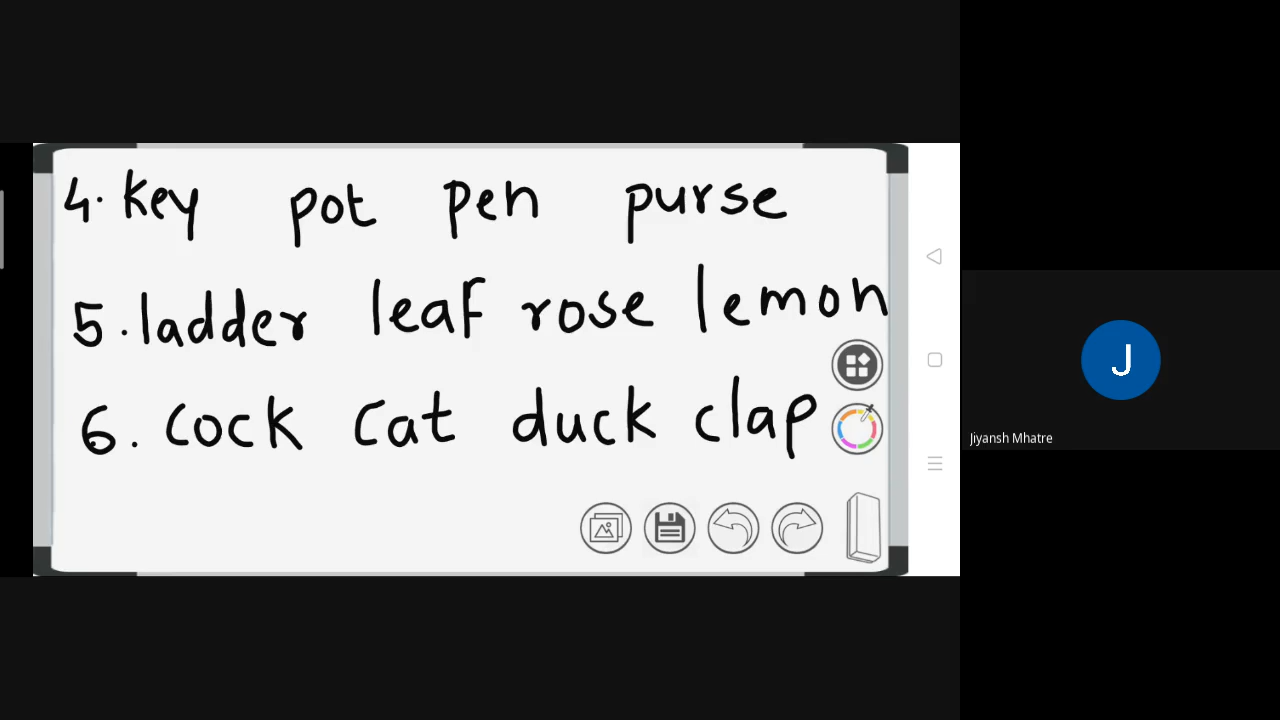 4. key pot pen purse
5. ladder leaf rose lemon
6. cock cat duck clap
J
Jiyansh Mhatre